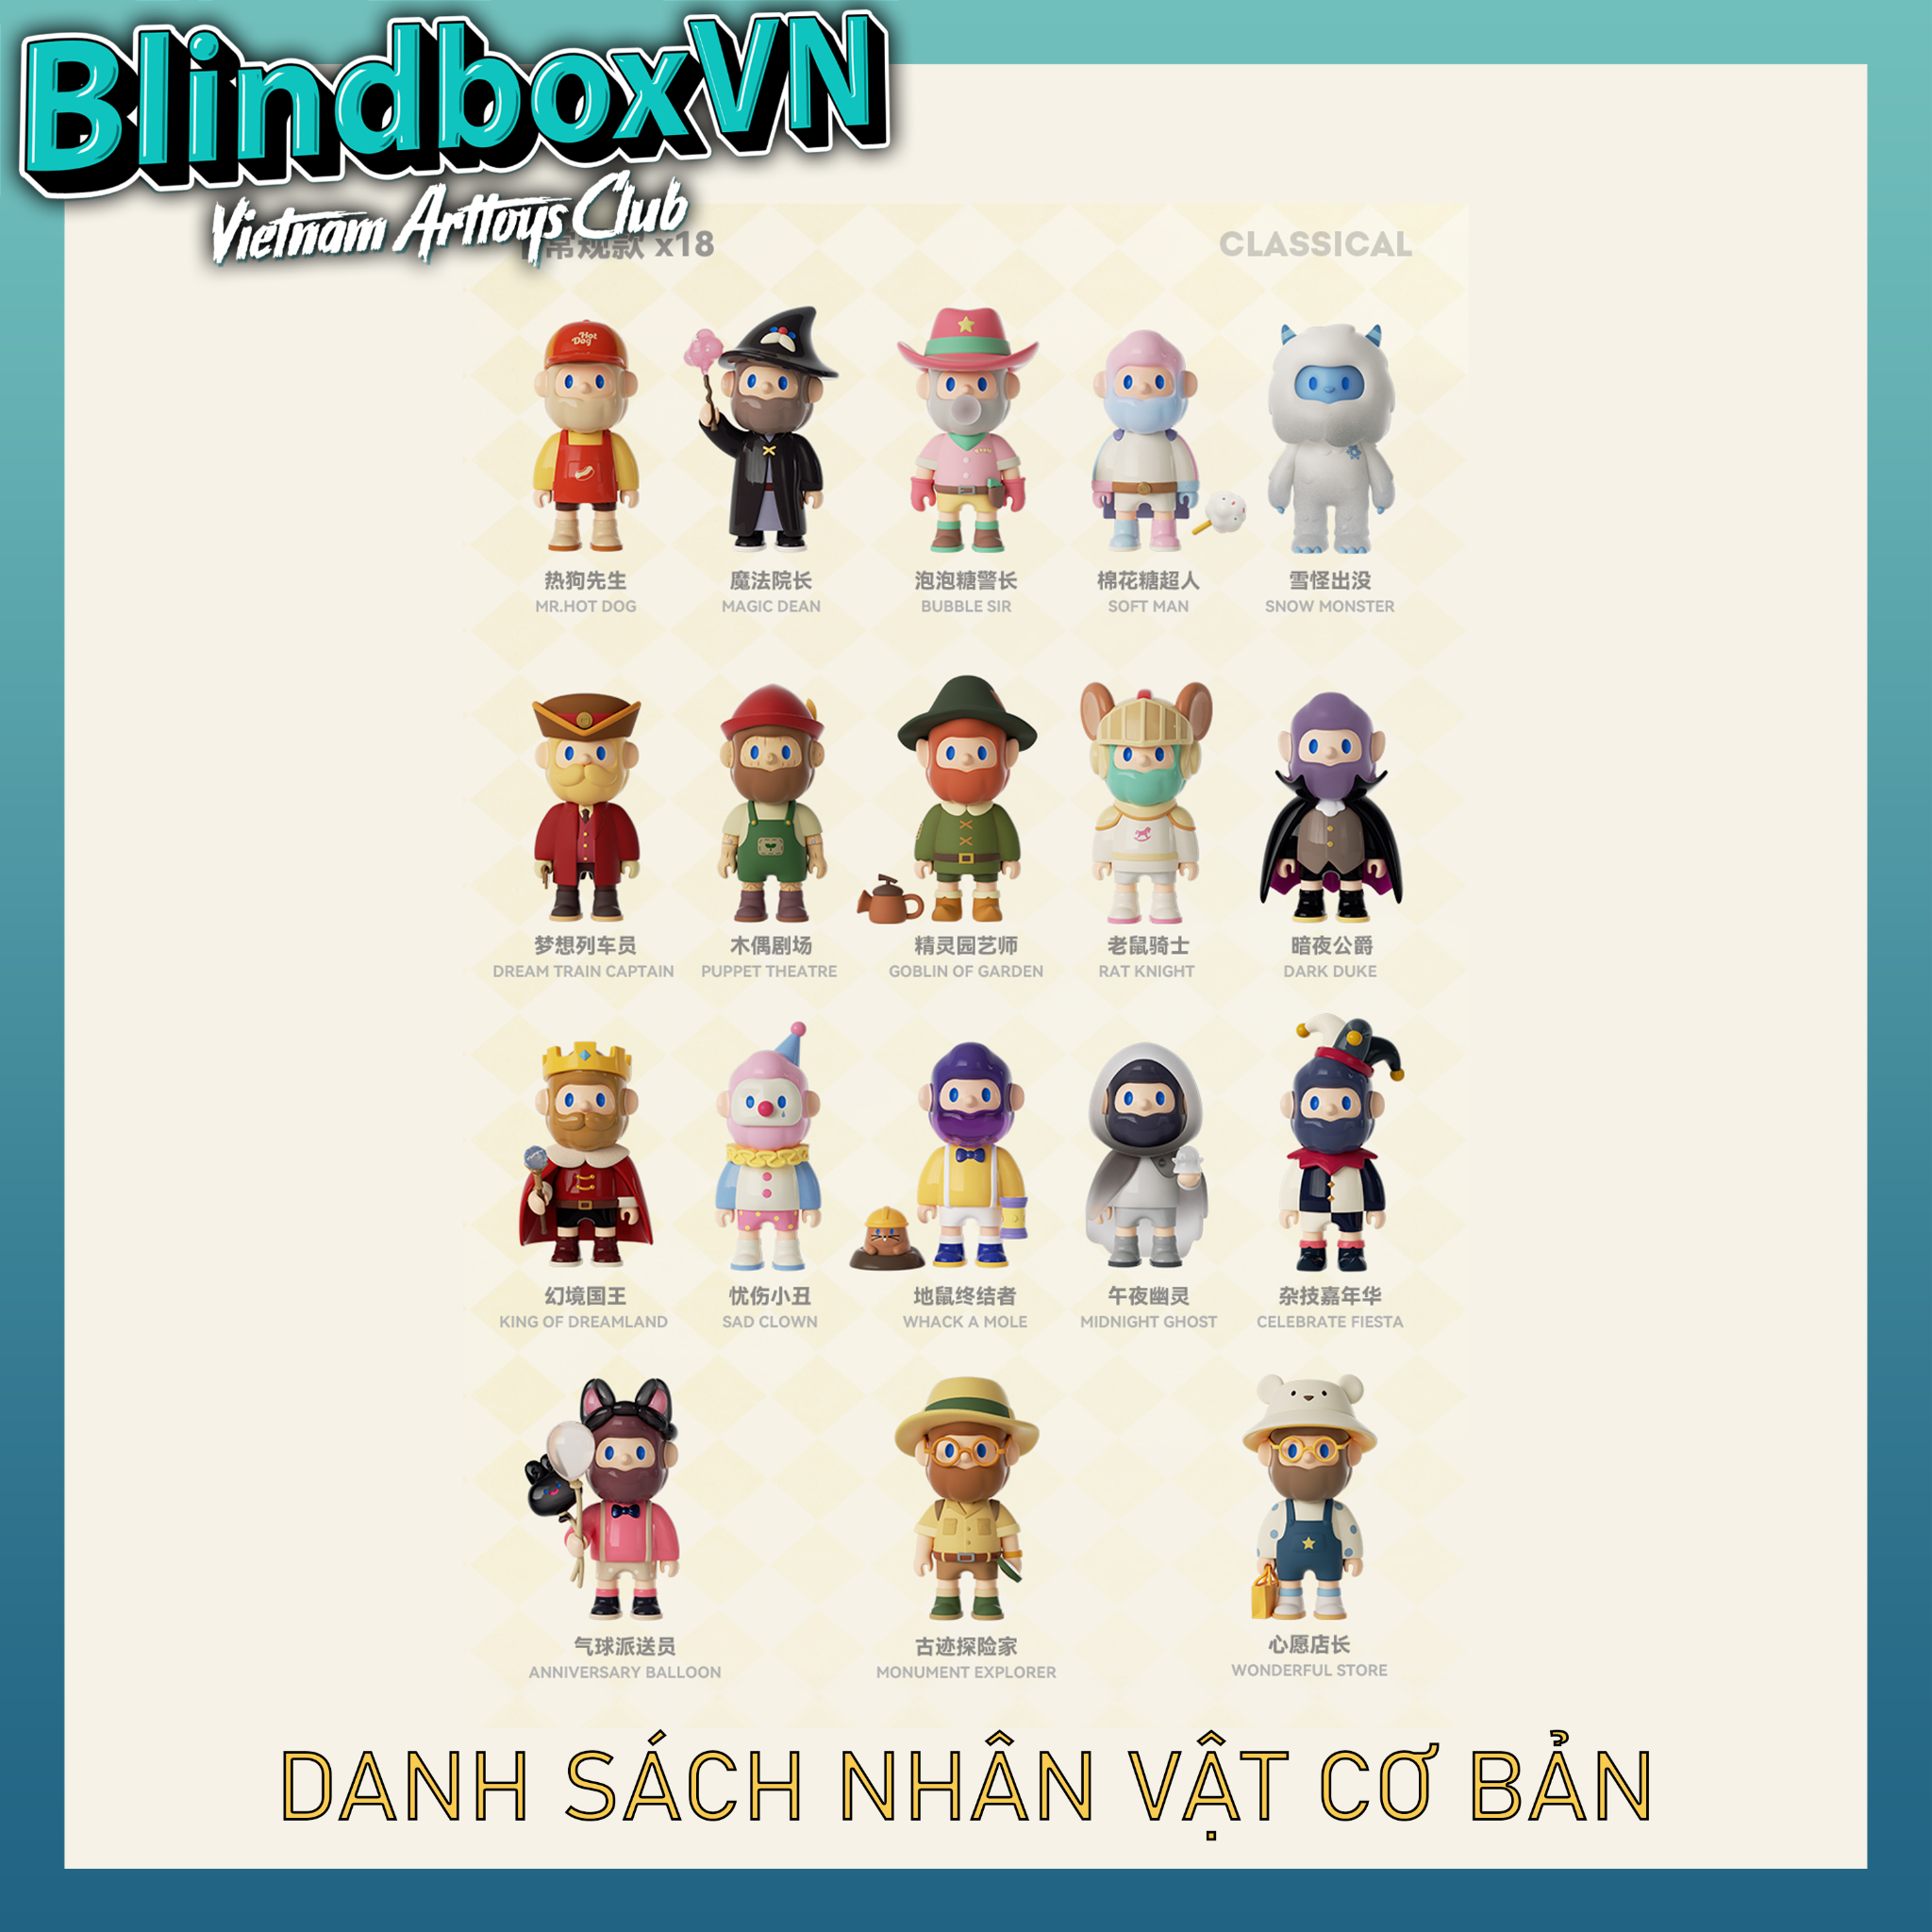 BlindboxVN
Vietnam Arttoys Club
常规款 x18
CLASSICAL
Hot
Dog
热狗先生 魔法院长 泡泡糖警长 棉花糖超人 雪怪出没
MR.HOT DOG MAGIC DEAN BUBBLE SIR SOFT MAN SNOW MONSTER
梦想列车员 木偶剧场 精灵园艺师 老鼠骑士 暗夜公爵
DREAM TRAIN CAPTAIN PUPPET THEATRE GOBLIN OF GARDEN RAT KNIGHT DARK DUKE
幻境国王 忧伤小丑 地鼠终结者 午夜幽灵 杂技嘉年华
KING OF DREAMLAND SAD CLOWN WHACK A MOLE MIDNIGHT GHOST CELEBRATE FIESTA
气球派送员 古迹探险家 心愿店长
ANNIVERSARY BALLOON MONUMENT EXPLORER WONDERFUL STORE
DANH SÁCH NHÂN VẬT CƠ BẢN